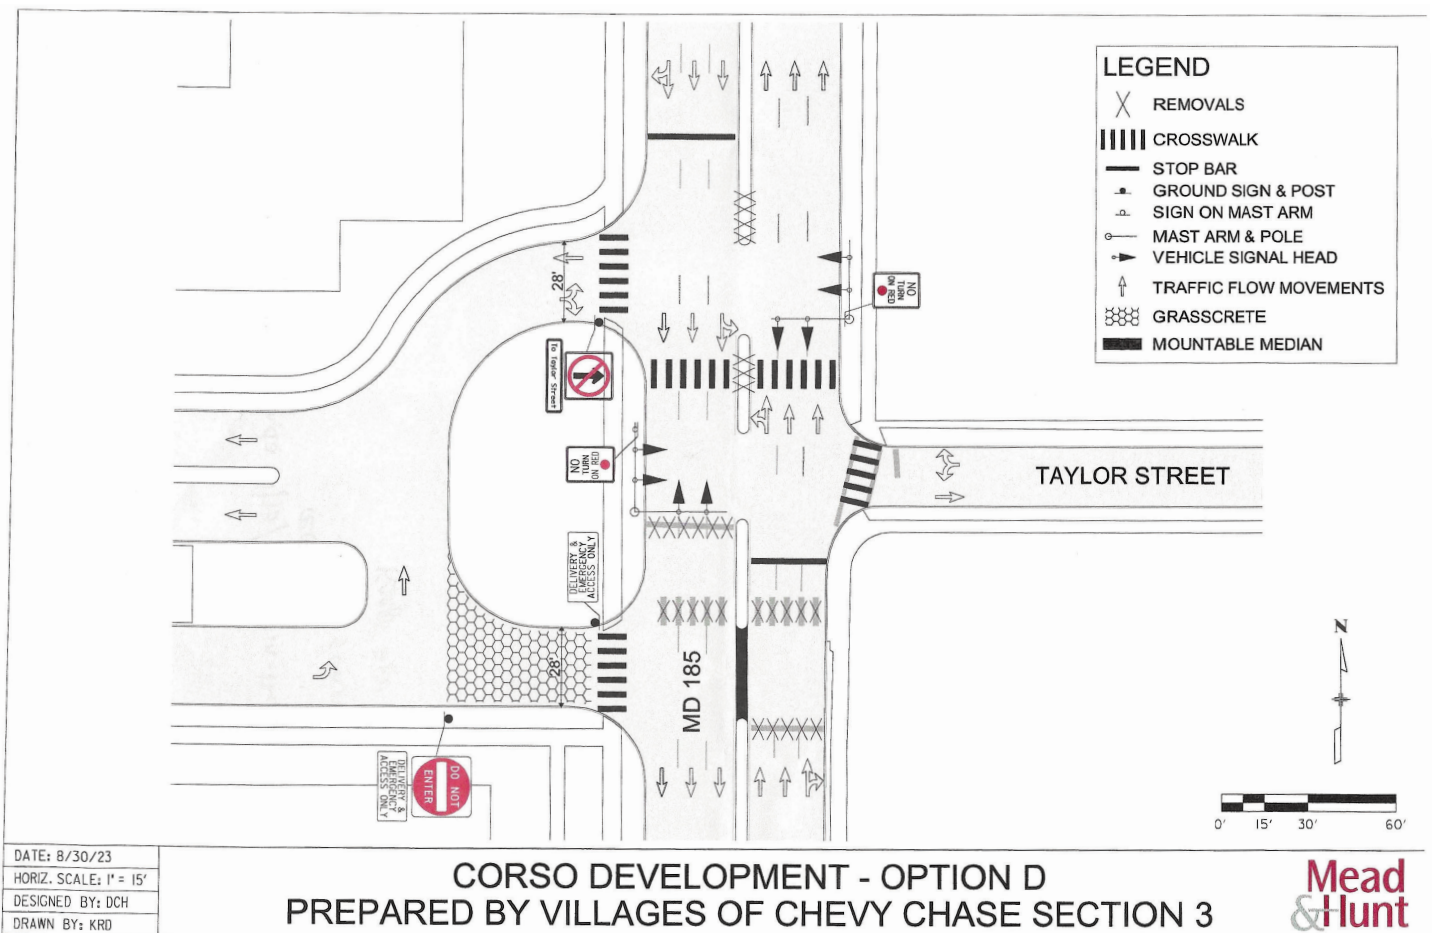 LEGEND
REMOVALS
CROSSWALK
STOP BAR
GROUND SIGN & POST
SIGN ON MAST ARM
MAST ARM & POLE
VEHICLE SIGNAL HEAD
TRAFFIC FLOW MOVEMENTS
GRASSCRETE
MOUNTABLE MEDIAN
28'
NO
TURN
ON RED
To Taylor Street
NO
TURN
ON RED
TAYLOR STREET
DELIVERY &
EMERGENCY
ACCESS ONLY
28'
MD 185
N
DO NOT
ENTER
DELIVERY &
EMERGENCY
ACCESS ONLY
0' 15' 30' 60'
DATE: 8/30/23
HORIZ. SCALE: 1" = 15'
DESIGNED BY: DCH
DRAWN BY: KRD
CORSO DEVELOPMENT - OPTION D
PREPARED BY VILLAGES OF CHEVY CHASE SECTION 3
Mead
&Hunt